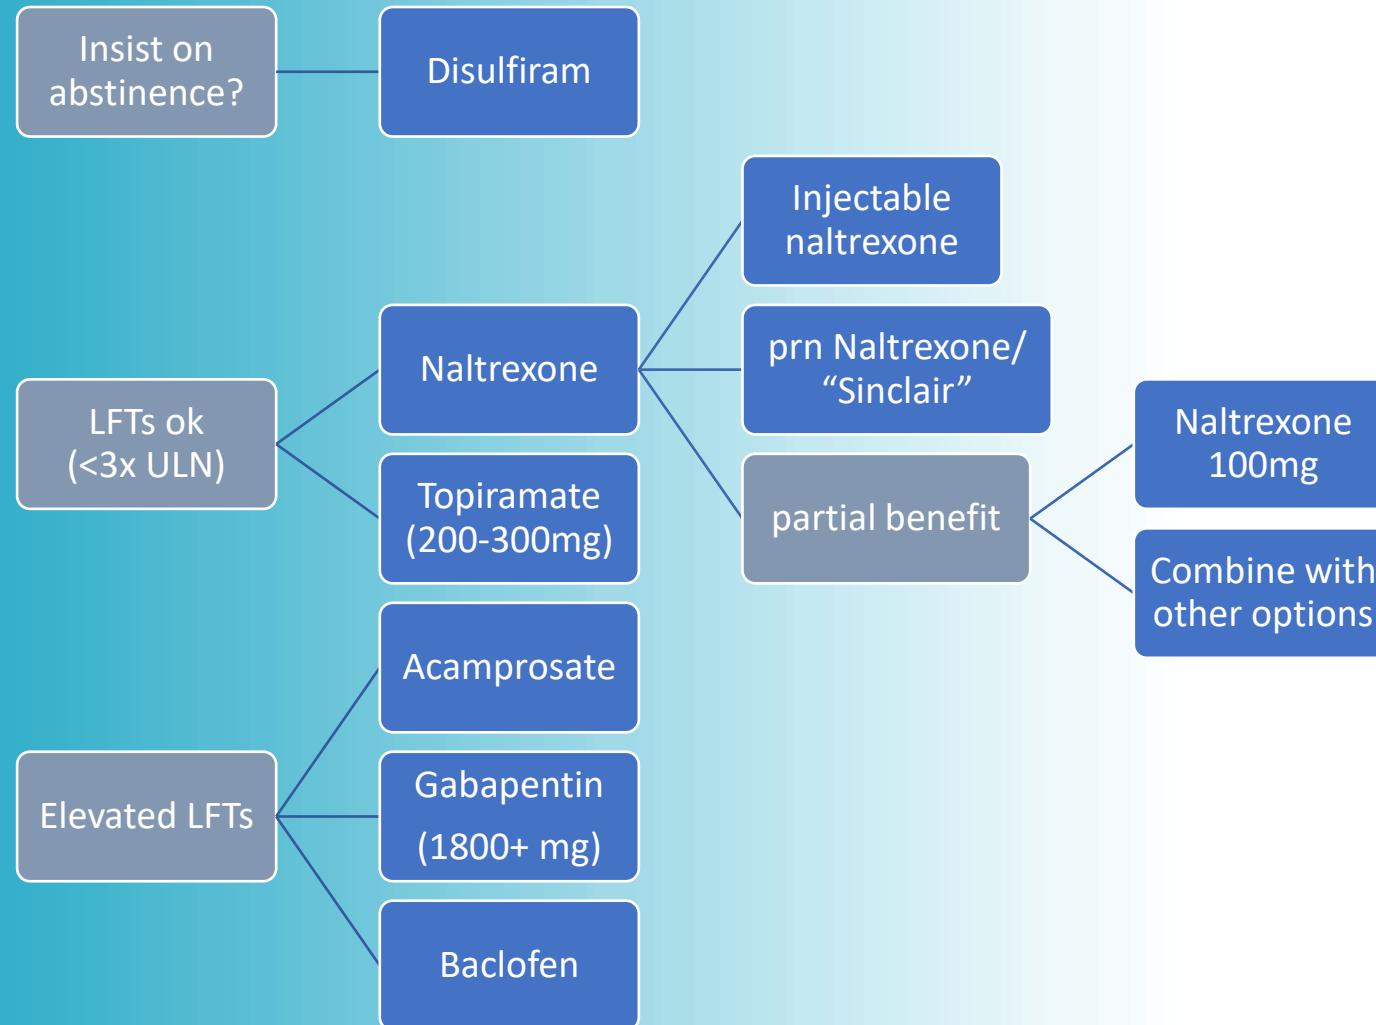 Insist on
abstinence?
Disulfiram
Injectable
naltrexone
Naltrexone
prn Naltrexone/
“Sinclair”
LFTs ok
(<3x ULN)
Topiramate
(200-300mg)
partial benefit
Naltrexone
100mg
Combine with
other options
Acamprosate
Elevated LFTs
Gabapentin
(1800+ mg)
Baclofen